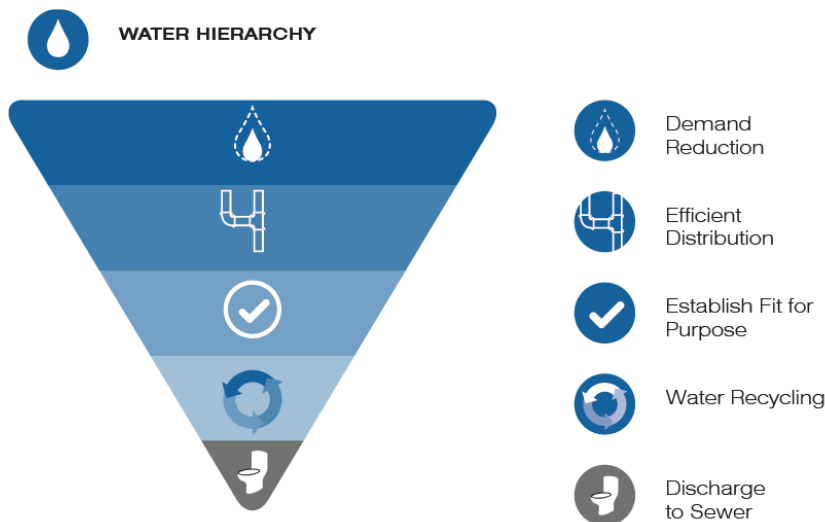 WATER HIERARCHY
Demand
Reduction
Efficient
Distribution
Establish Fit for
Purpose
Water Recycling
Discharge
to Sewer